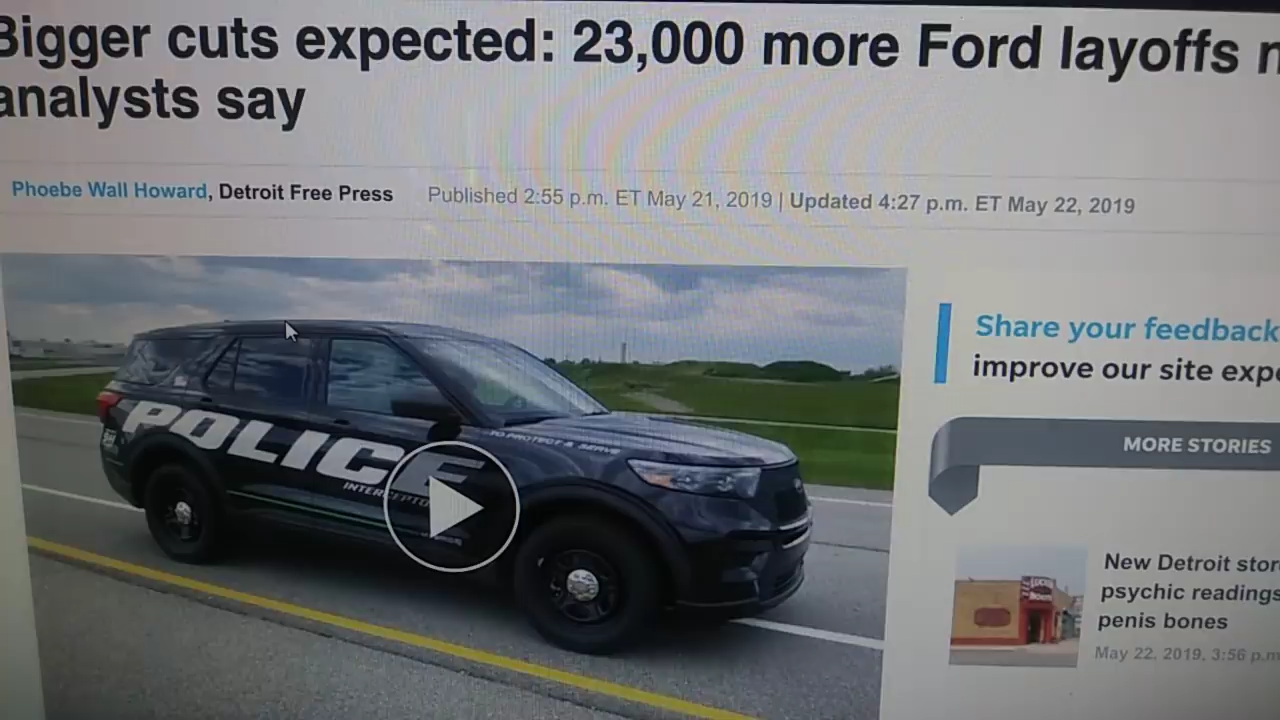 Bigger cuts expected: 23,000 more Ford layoffs
analysts say
Phoebe Wall Howard, Detroit Free Press Published 2:55 p.m. ET May 21, 2019 | Updated 4:27 p.m. ET May 22, 2019
Share your feedback
improve our site
MORE STORIES
POLICE
INTERCEPTOR
TO PROTECT & SERVE
New Detroit
psychic readings
penis bones
May 22, 2019, 3:56 p.m